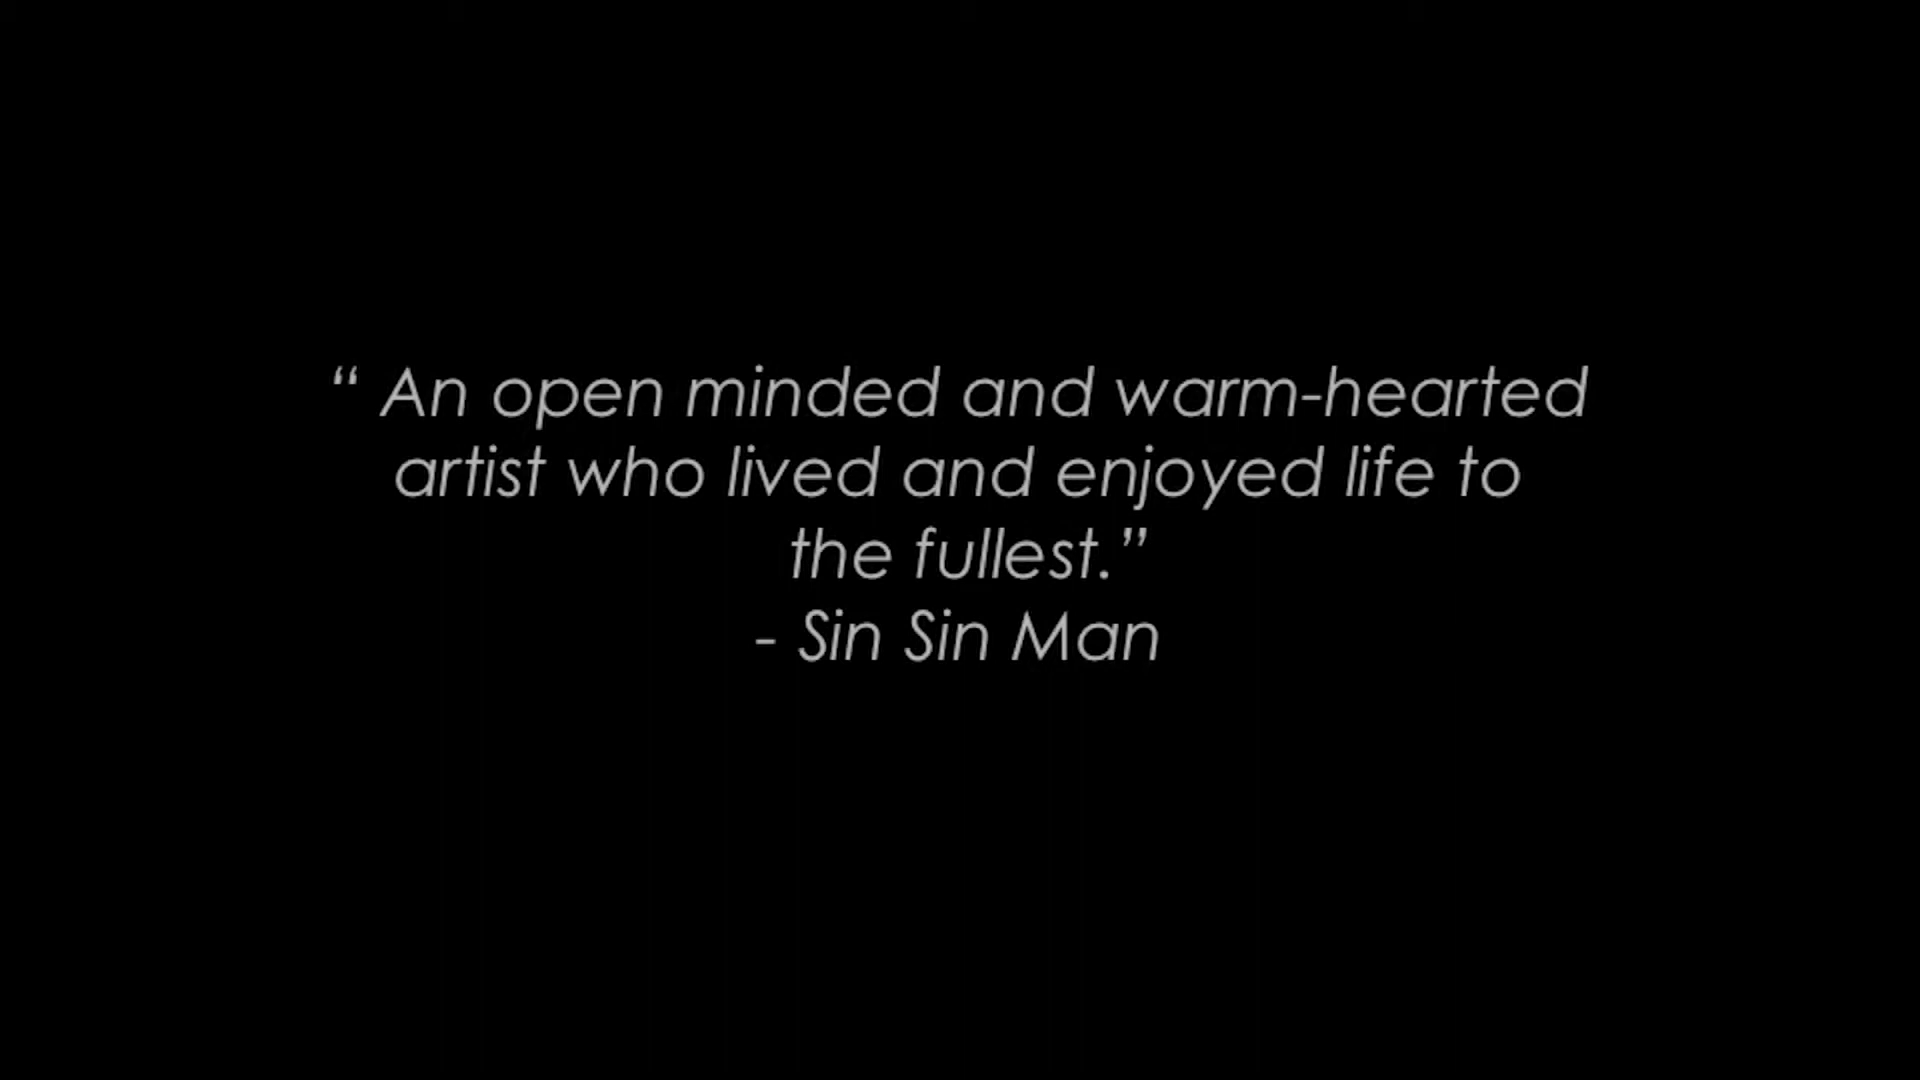 “ An open minded and warm-hearted
artist who lived and enjoyed life to
the fullest.”
- Sin Sin Man